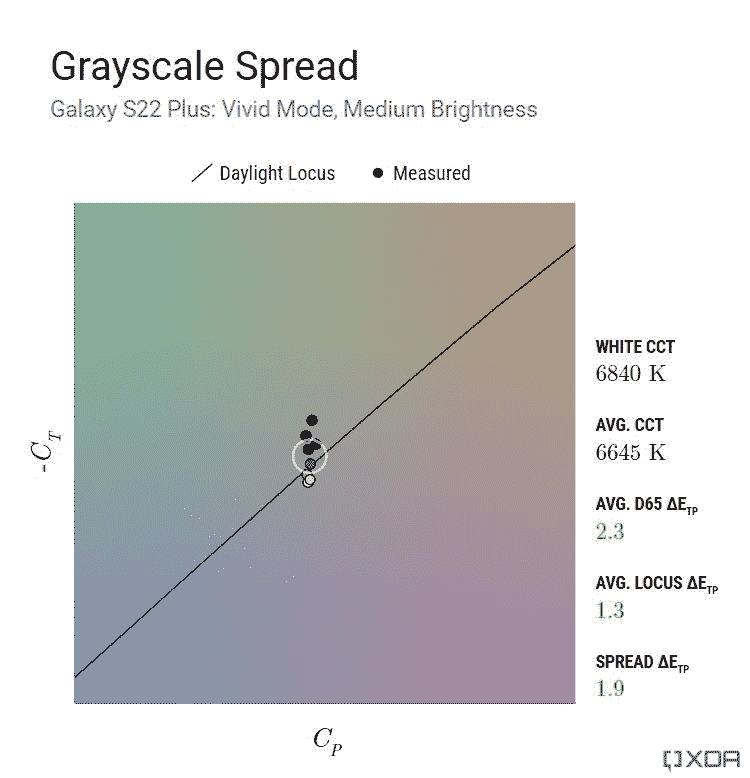 Grayscale Spread
Galaxy S22 Plus: Vivid Mode, Medium Brightness
Daylight Locus
Measured
-C_T
C_P
WHITE CCT
6840 K
AVG. CCT
6645 K
AVG. D65 ΔE_TP
2.3
AVG. LOCUS ΔE_TP
1.3
SPREAD ΔE_TP
1.9
XDA